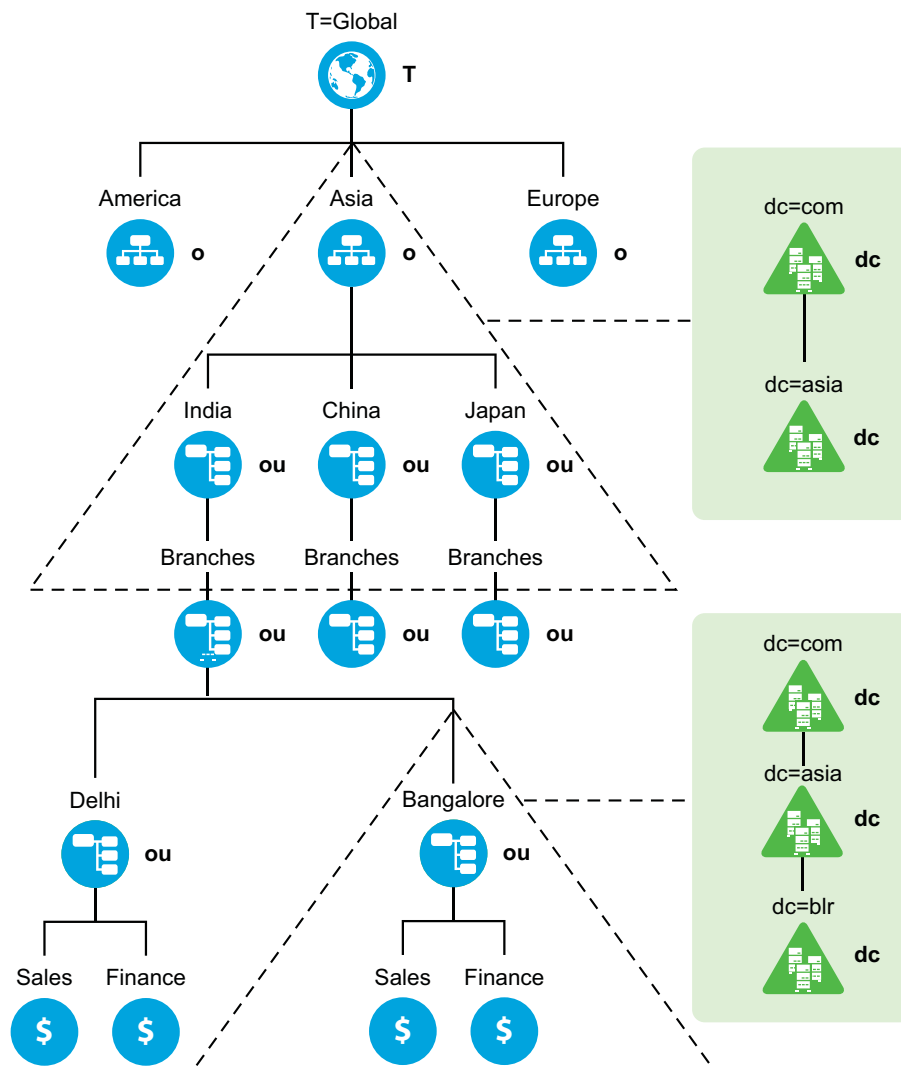 T=Global
T
America
Asia
Europe
o
o
o
dc=com
dc
dc=asia
dc
India
China
Japan
ou
ou
ou
Branches
Branches
Branches
ou
ou
ou
dc=com
dc
dc=asia
dc
dc=blr
dc
Delhi
Bangalore
ou
ou
Sales
Finance
Sales
Finance
$
$
$
$